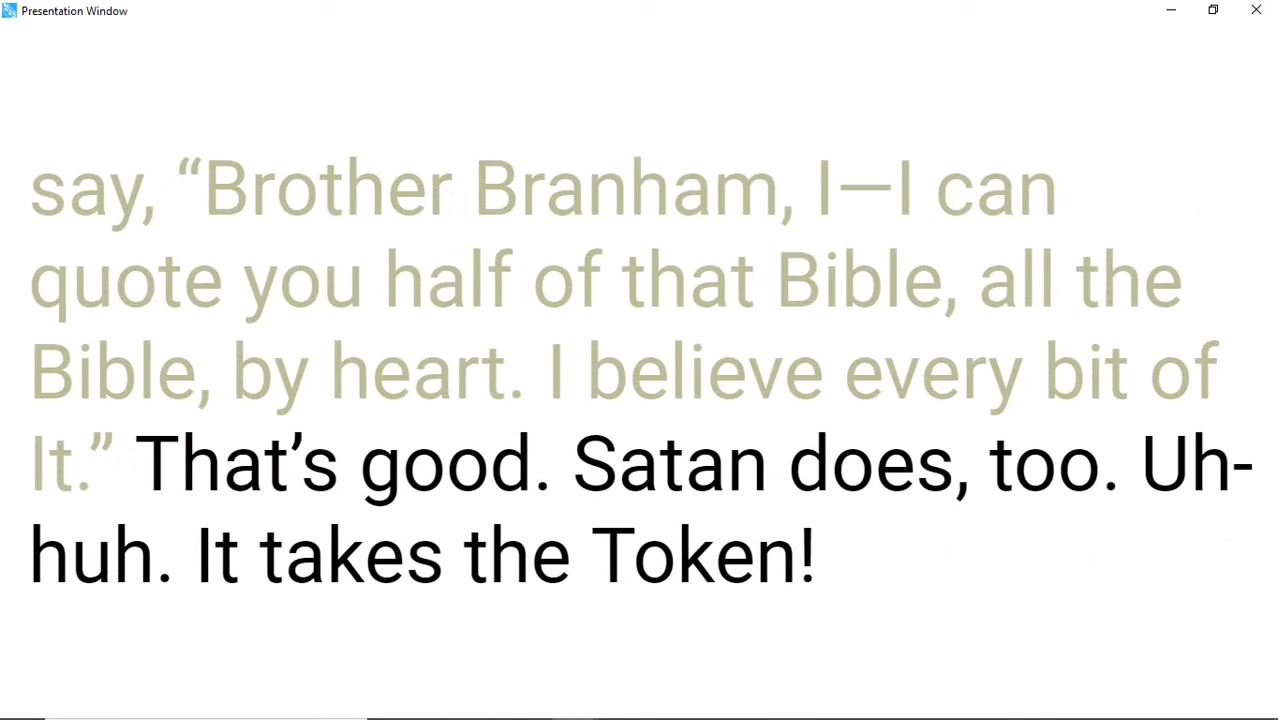 Presentation Window
say, “Brother Branham, I—I can
quote you half of that Bible, all the
Bible, by heart. I believe every bit of
It.” That’s good. Satan does, too. Uh-
huh. It takes the Token!